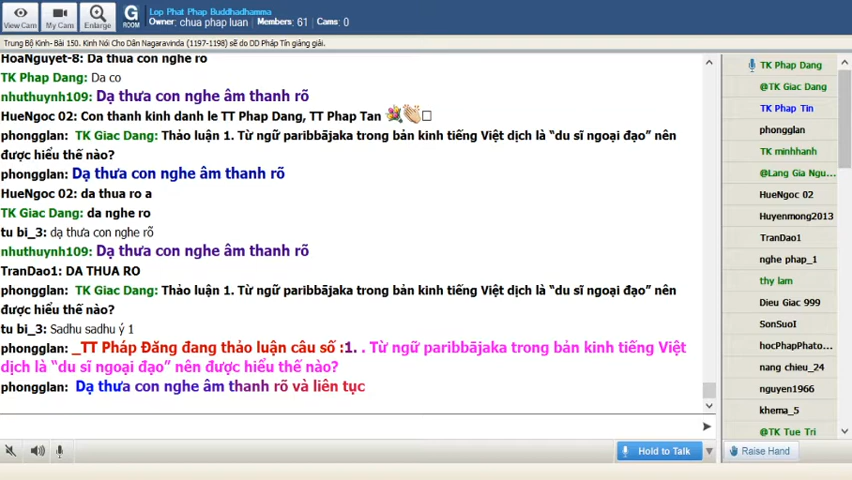 View Cam
My Cam
Enlarge
G
ROOM
Lop Phat Phap Buddhadhamma
Owner: chua phap luan Members: 61 Cams: 0
Trung Bộ Kinh- Bài 150. Kinh Nói Cho Dân Nagaravinda (1197-1198) sẽ do DD Pháp Tín giảng giải.
HoaNguyet-8: Da thua con nghe ro
TK Phap Dang: Da co
nhuthuynh109: Dạ thưa con nghe âm thanh rõ
HueNgoc 02: Con thanh kinh danh le TT Phap Dang, TT Phap Tan
phongglan: TK Giac Dang: Thảo luận 1. Từ ngữ paribbājaka trong bản kinh tiếng Việt dịch là “du sĩ ngoại đạo” nên
được hiểu thế nào?
phongglan: Dạ thưa con nghe âm thanh rõ
HueNgoc 02: da thua ro a
TK Giac Dang: da nghe ro
tu bi_3: dạ thưa con nghe rõ
nhuthuynh109: Dạ thưa con nghe âm thanh rõ
TranDao1: DA THUA RO
phongglan: TK Giac Dang: Thảo luận 1. Từ ngữ paribbājaka trong bản kinh tiếng Việt dịch là “du sĩ ngoại đạo” nên
được hiểu thế nào?
tu bi_3: Sadhu sadhu ý 1
phongglan: _TT Pháp Đăng đang thảo luận câu số :1. . Từ ngữ paribbājaka trong bản kinh tiếng Việt
dịch là “du sĩ ngoại đạo” nên được hiểu thế nào?
phongglan: Dạ thưa con nghe âm thanh rõ và liên tục
Hold to Talk
TK Phap Dang
@TK Giac Dang
TK Phap Tin
phongglan
TK minhhanh
@Lang Gia Ngu...
HueNgoc 02
Huyenmong2013
TranDao1
nghe phap_1
thy lam
Dieu Giac 999
SonSuoI
hocPhapPhato...
nang chieu_24
nguyen1966
khema_5
@TK Tue Tri
Raise Hand